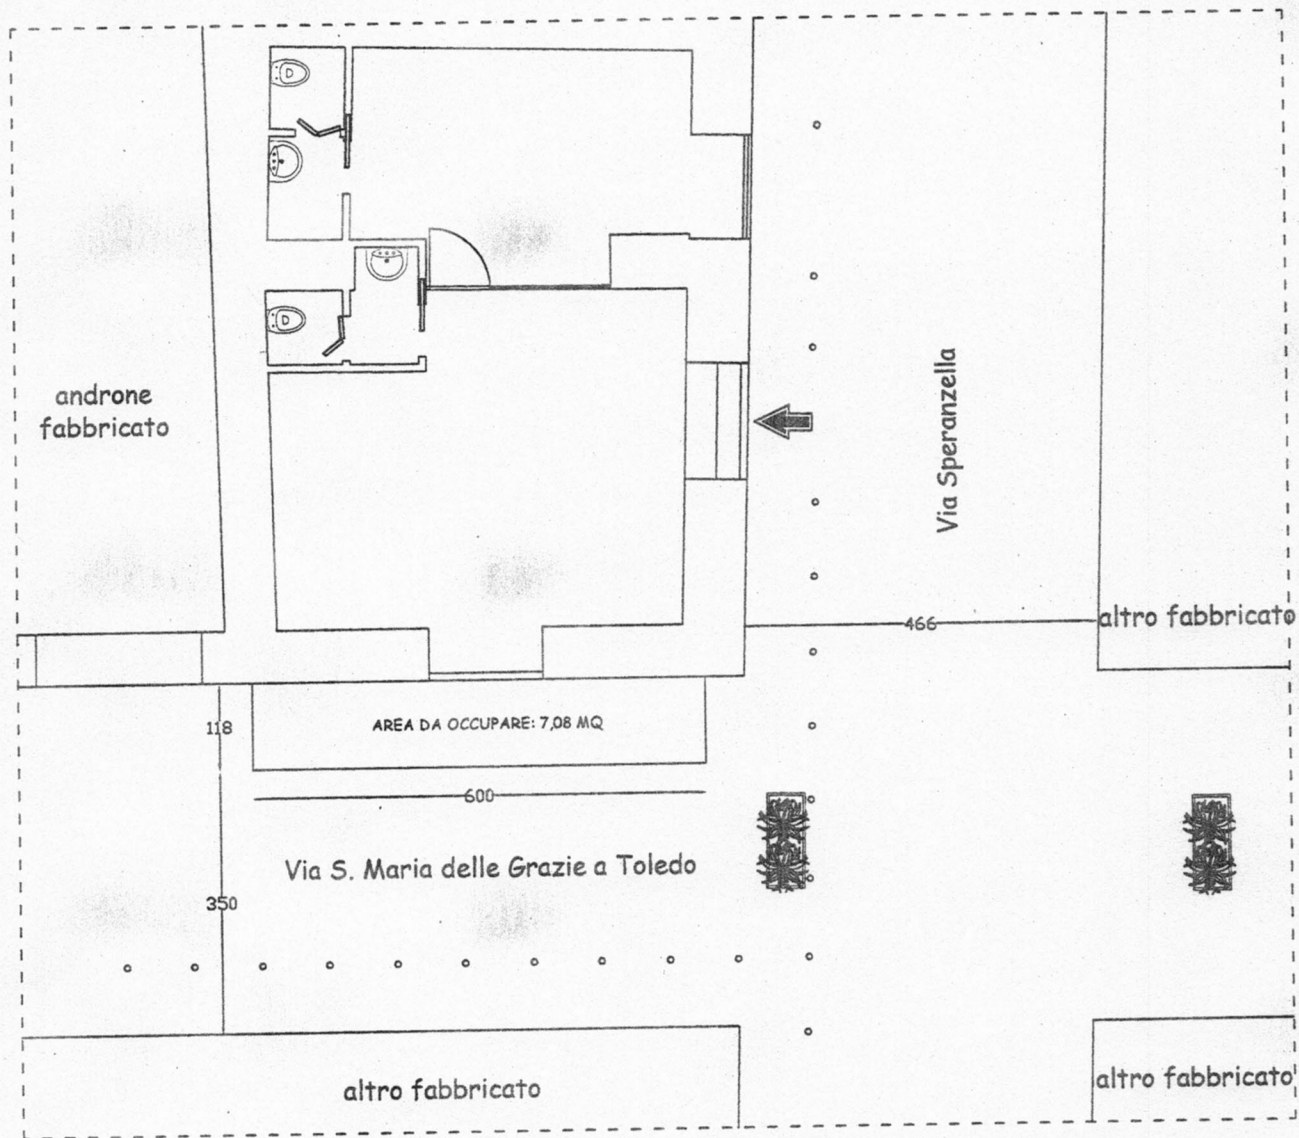 androne
fabbricato
Via Speranzella
466
altro fabbricato
118
AREA DA OCCUPARE: 7,08 MQ
600
Via S. Maria delle Grazie a Toledo
350
altro fabbricato
altro fabbricato